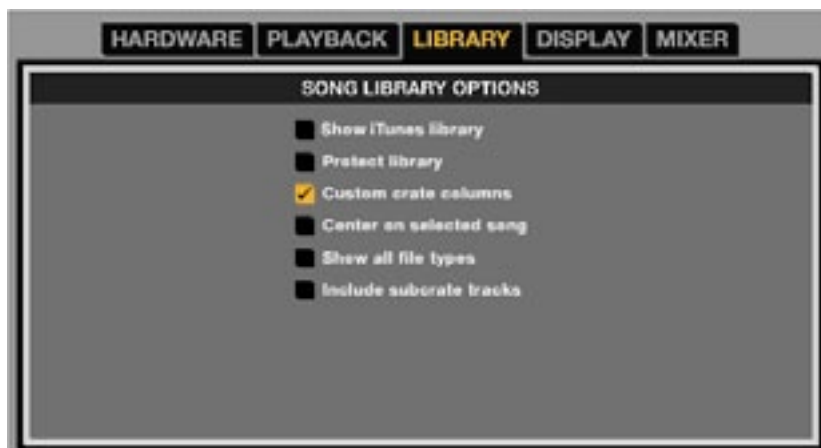 HARDWARE PLAYBACK LIBRARY DISPLAY MIXER
SONG LIBRARY OPTIONS
Show iTunes library
Protect library
Custom crate columns
Center on selected song
Show all file types
Include subcrate tracks